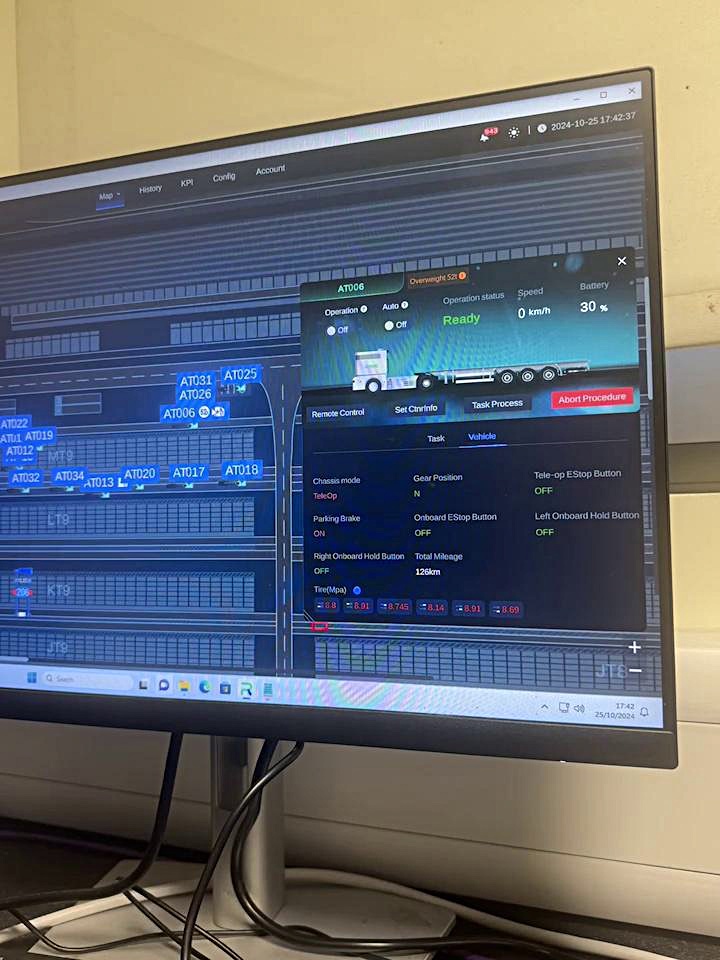 943 | 2024-10-25 17:42:37
Map History KPI Config Account
AT006 Overweight 52t
Operation Auto Operation status Speed Battery
Off Off Ready 0 km/h 30 %
Remote Control Set CtnrInfo Task Process Abort Procedure
Task Vehicle
Chassis mode Gear Position Tele-op EStop Button
TeleOp N OFF
Parking Brake Onboard EStop Button Left Onboard Hold Button
ON OFF OFF
Right Onboard Hold Button Total Mileage
OFF 126km
Tire(Mpa)
8.8 8.91 8.745 8.14 8.91 8.69
AT031 AT025
AT026
AT006
AT022
AT019
AT012
AT032 AT034 AT013 AT020 AT017 AT018
MT9
LT9
KT9
206
JT9
JT8
+
−
Search
17:42
25/10/2024